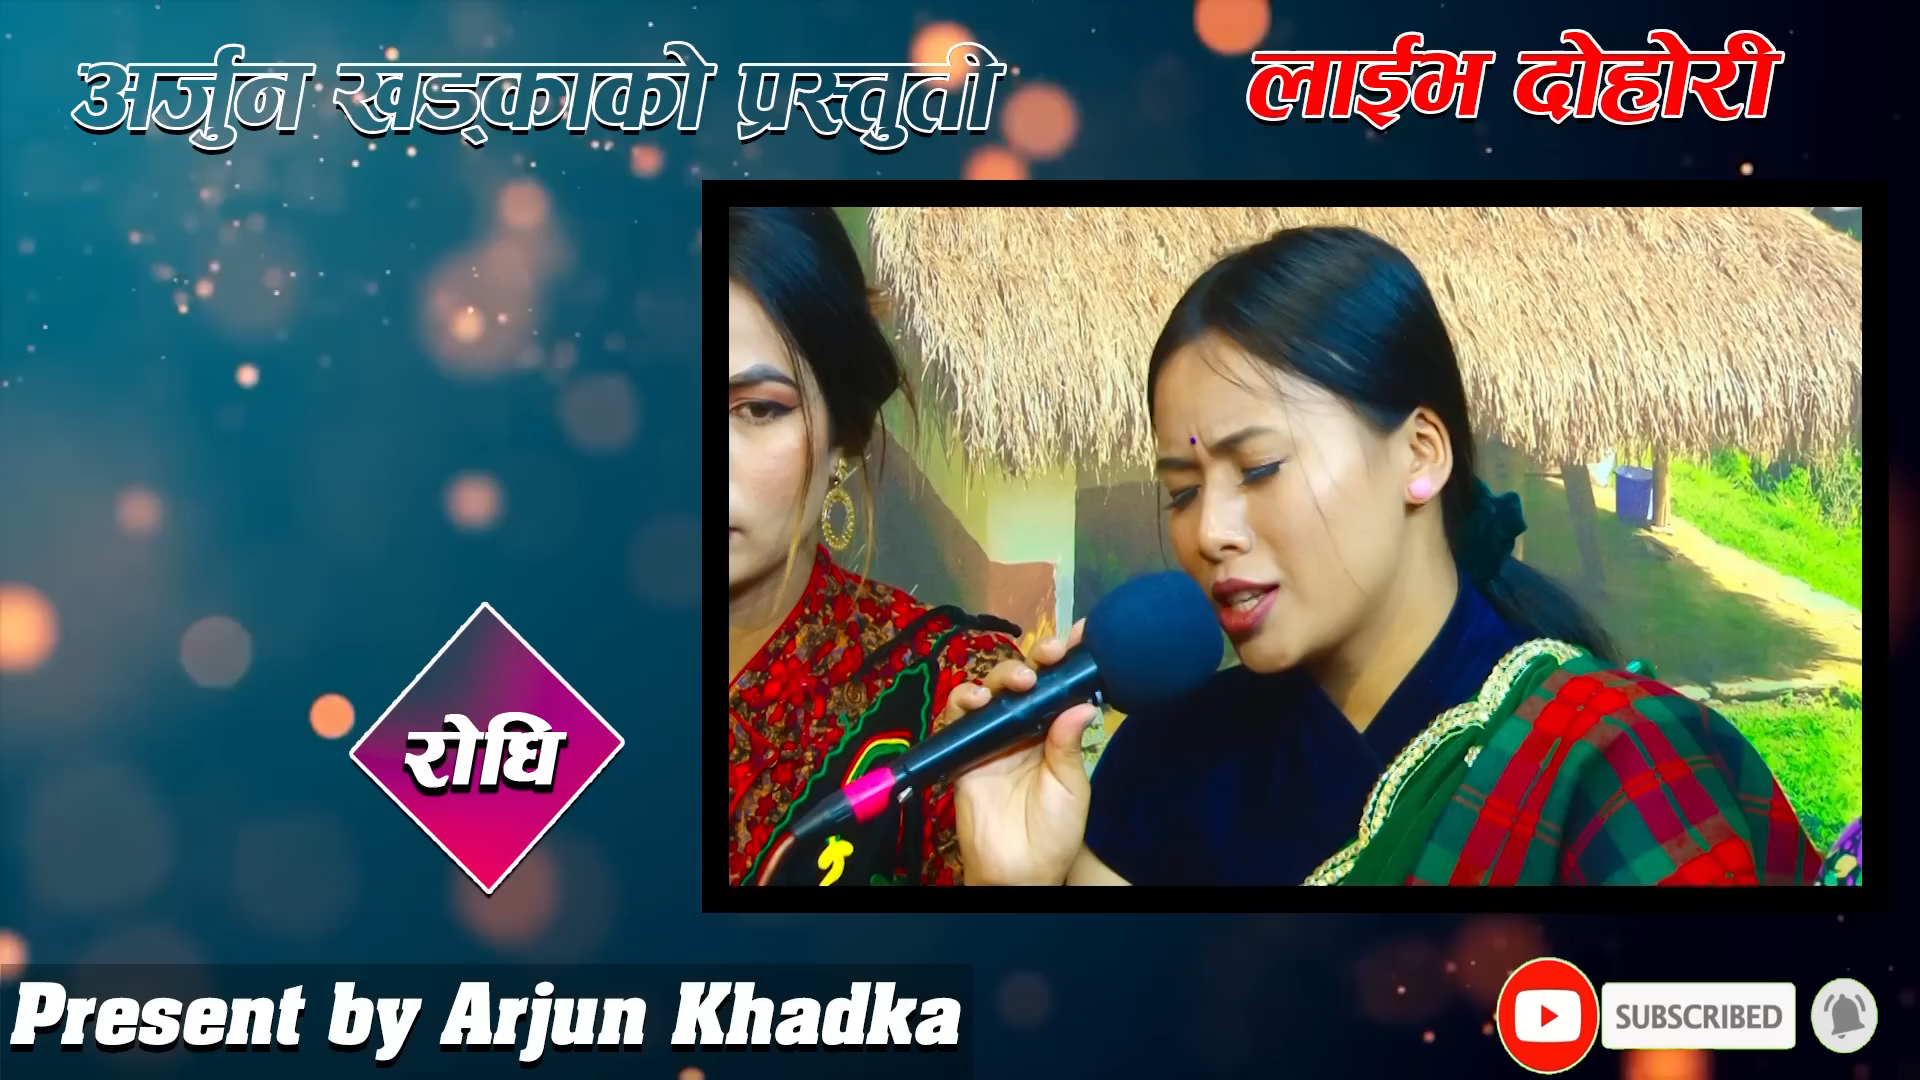 अर्जुन खड्काको प्रस्तुती
लाईभ दोहोरी
रोधि
Present by Arjun Khadka
SUBSCRIBED